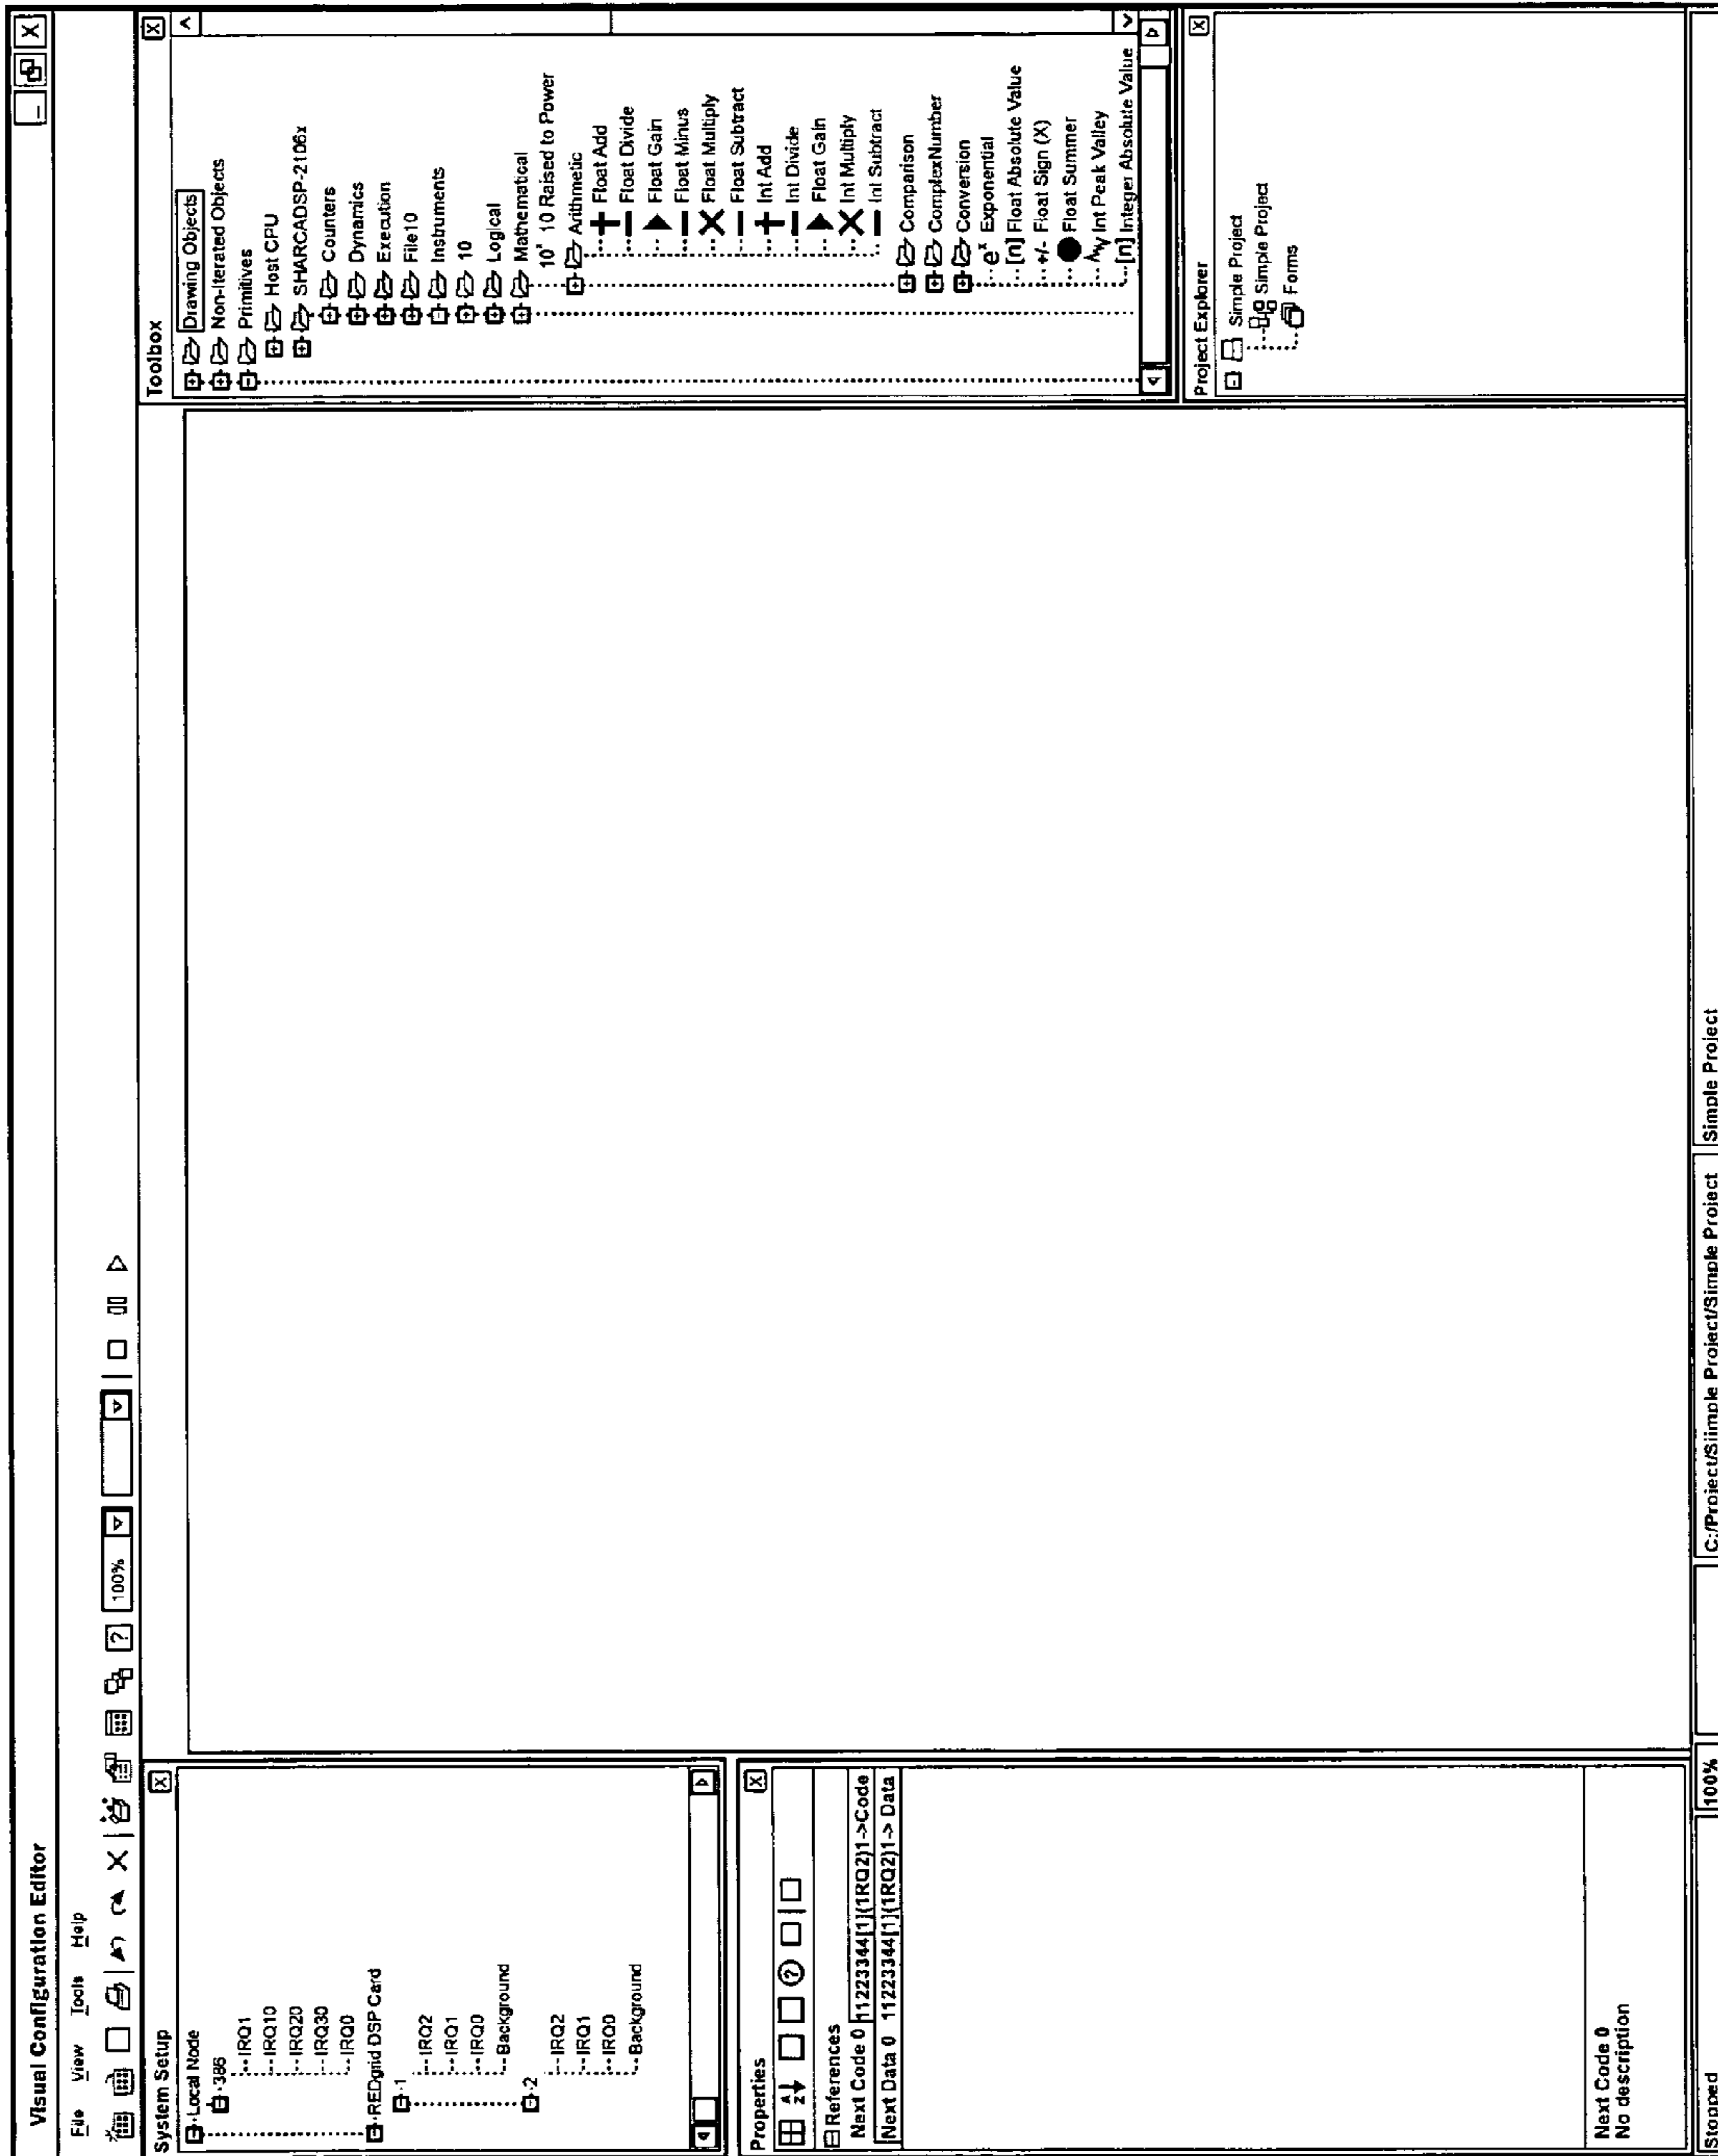 Visual Configuration Editor
File View Tools Help
100%
System Setup
Local Node
386
IRQ1
IRQ10
IRQ20
IRQ30
IRQ0
REDgrid DSP Card
1
IRQ2
IRQ1
IRQ0
Background
2
IRQ2
IRQ1
IRQ0
Background
Properties
References
Next Code 0 11223344[1](1RQ2)1->Code
Next Data 0 11223344[1](1RQ2)1-> Data
Next Code 0
No description
Toolbox
Drawing Objects
Non-Iterated Objects
Primitives
Host CPU
SHARCADSP-2106x
Counters
Dynamics
Execution
File10
Instruments
10
Logical
Mathematical
10ˣ 10 Raised to Power
Arithmetic
Float Add
Float Divide
Float Gain
Float Minus
Float Multiply
Float Subtract
Int Add
Int Divide
Float Gain
Int Multiply
Int Subtract
Comparison
ComplexNumber
Conversion
eˣ Exponential
[n] Float Absolute Value
+/- Float Sign (X)
Float Summer
Int Peak Valley
[n] Integer Absolute Value
Project Explorer
Simple Project
Simple Project
Forms
Stopped 100% C:/Project/Siimple Project/Simple Project Simple Project